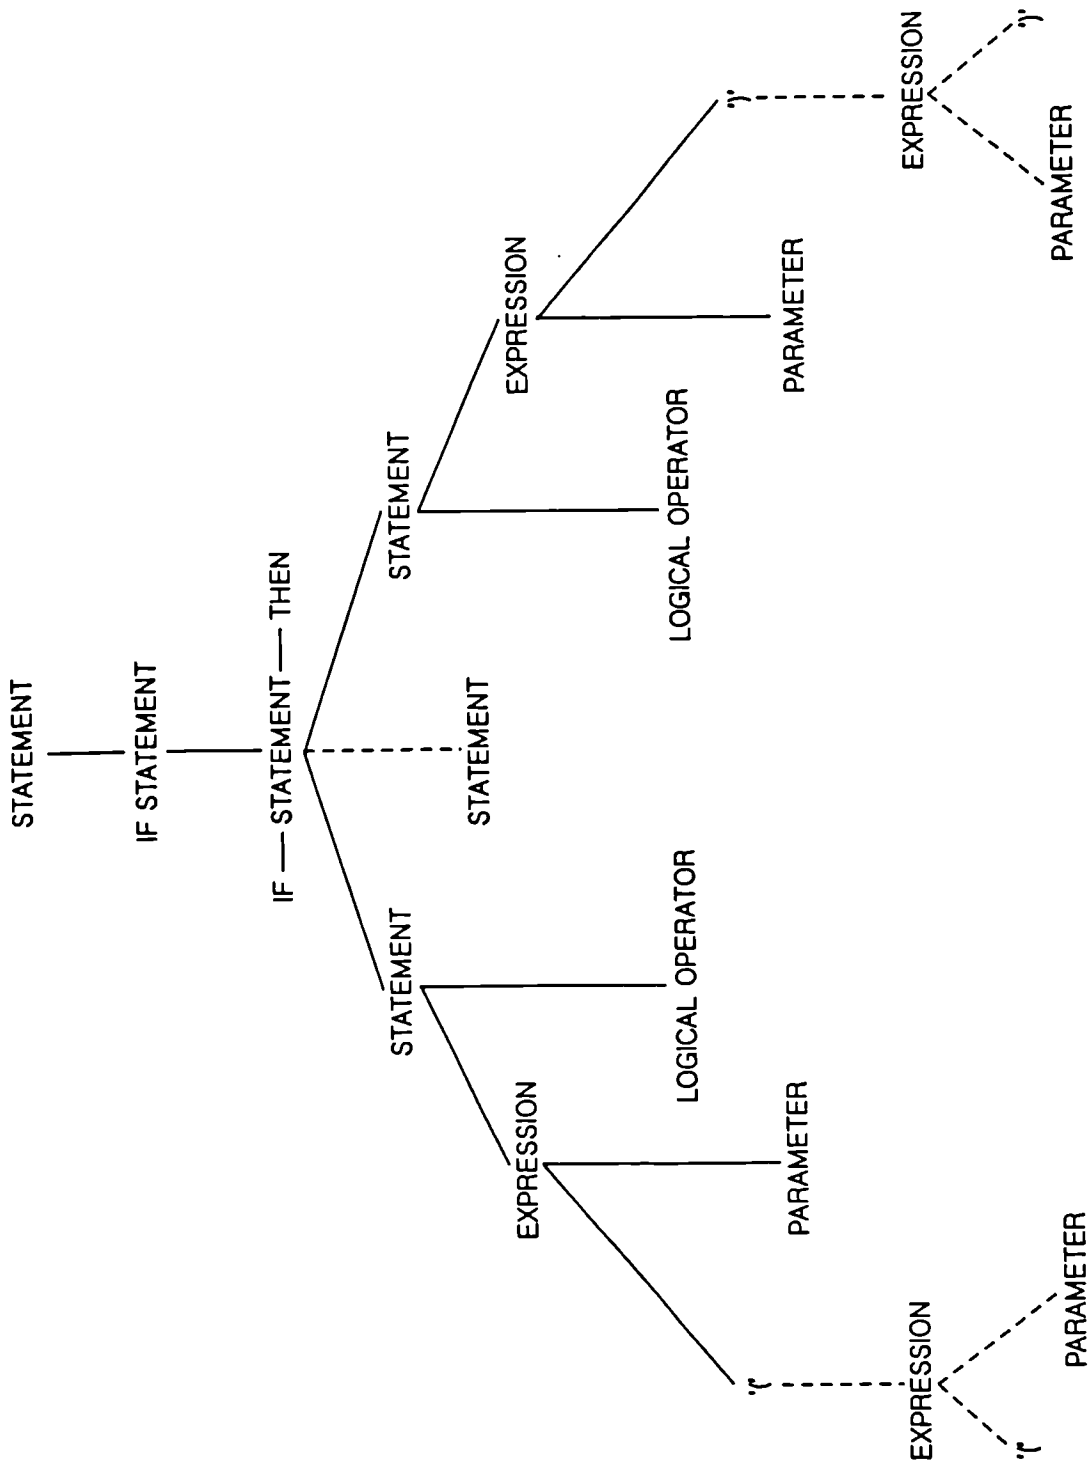 STATEMENT
IF STATEMENT
IF — STATEMENT — THEN
STATEMENT
STATEMENT
STATEMENT
EXPRESSION
LOGICAL OPERATOR
LOGICAL OPERATOR
EXPRESSION
'('
PARAMETER
PARAMETER
')'
EXPRESSION
EXPRESSION
'('
PARAMETER
PARAMETER
')'